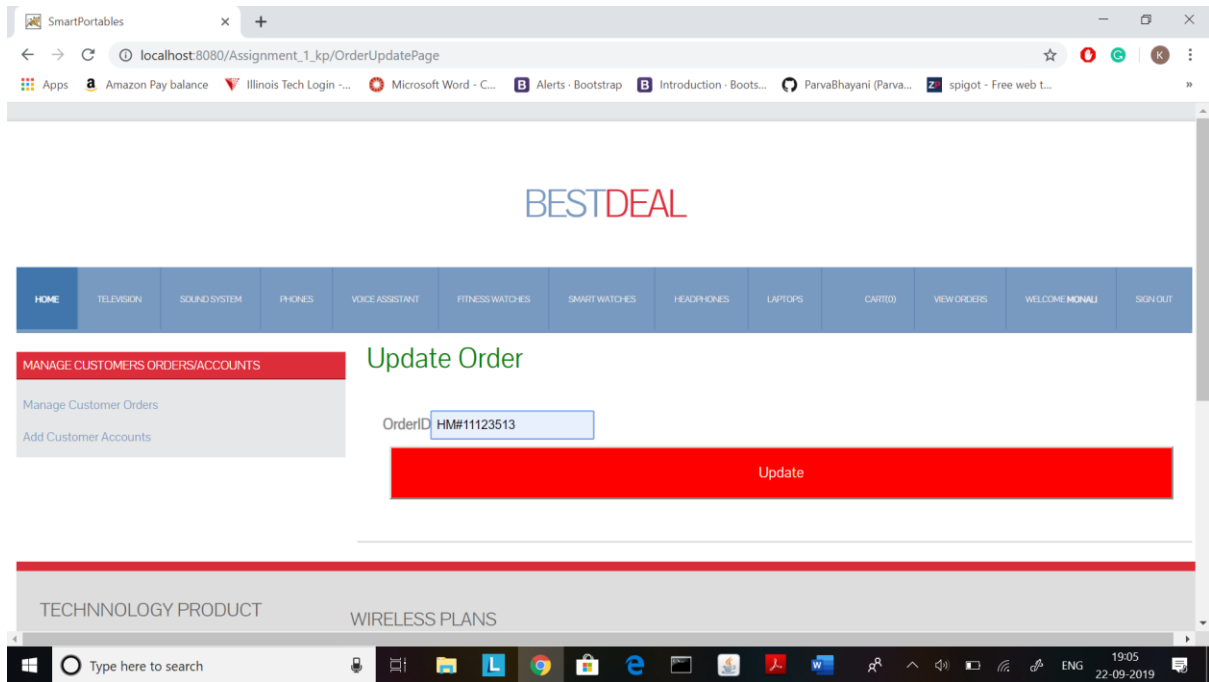 SmartPortables
localhost:8080/Assignment_1_kp/OrderUpdatePage
K
Apps Amazon Pay balance Illinois Tech Login -... Microsoft Word - C... Alerts · Bootstrap Introduction · Boots... ParvaBhayani (Parva... spigot - Free web t... »
BESTDEAL
HOME TELEVISION SOUND SYSTEM PHONES VOICE ASSISTANT FITNESS WATCHES SMART WATCHES HEADPHONES LAPTOPS CART(0) VIEW ORDERS WELCOME MONALI SIGN OUT
MANAGE CUSTOMERS ORDERS/ACCOUNTS
Manage Customer Orders
Add Customer Accounts
Update Order
OrderID HM#11123513
Update
TECHNNOLOGY PRODUCT
WIRELESS PLANS
Type here to search
ENG
19:05
22-09-2019